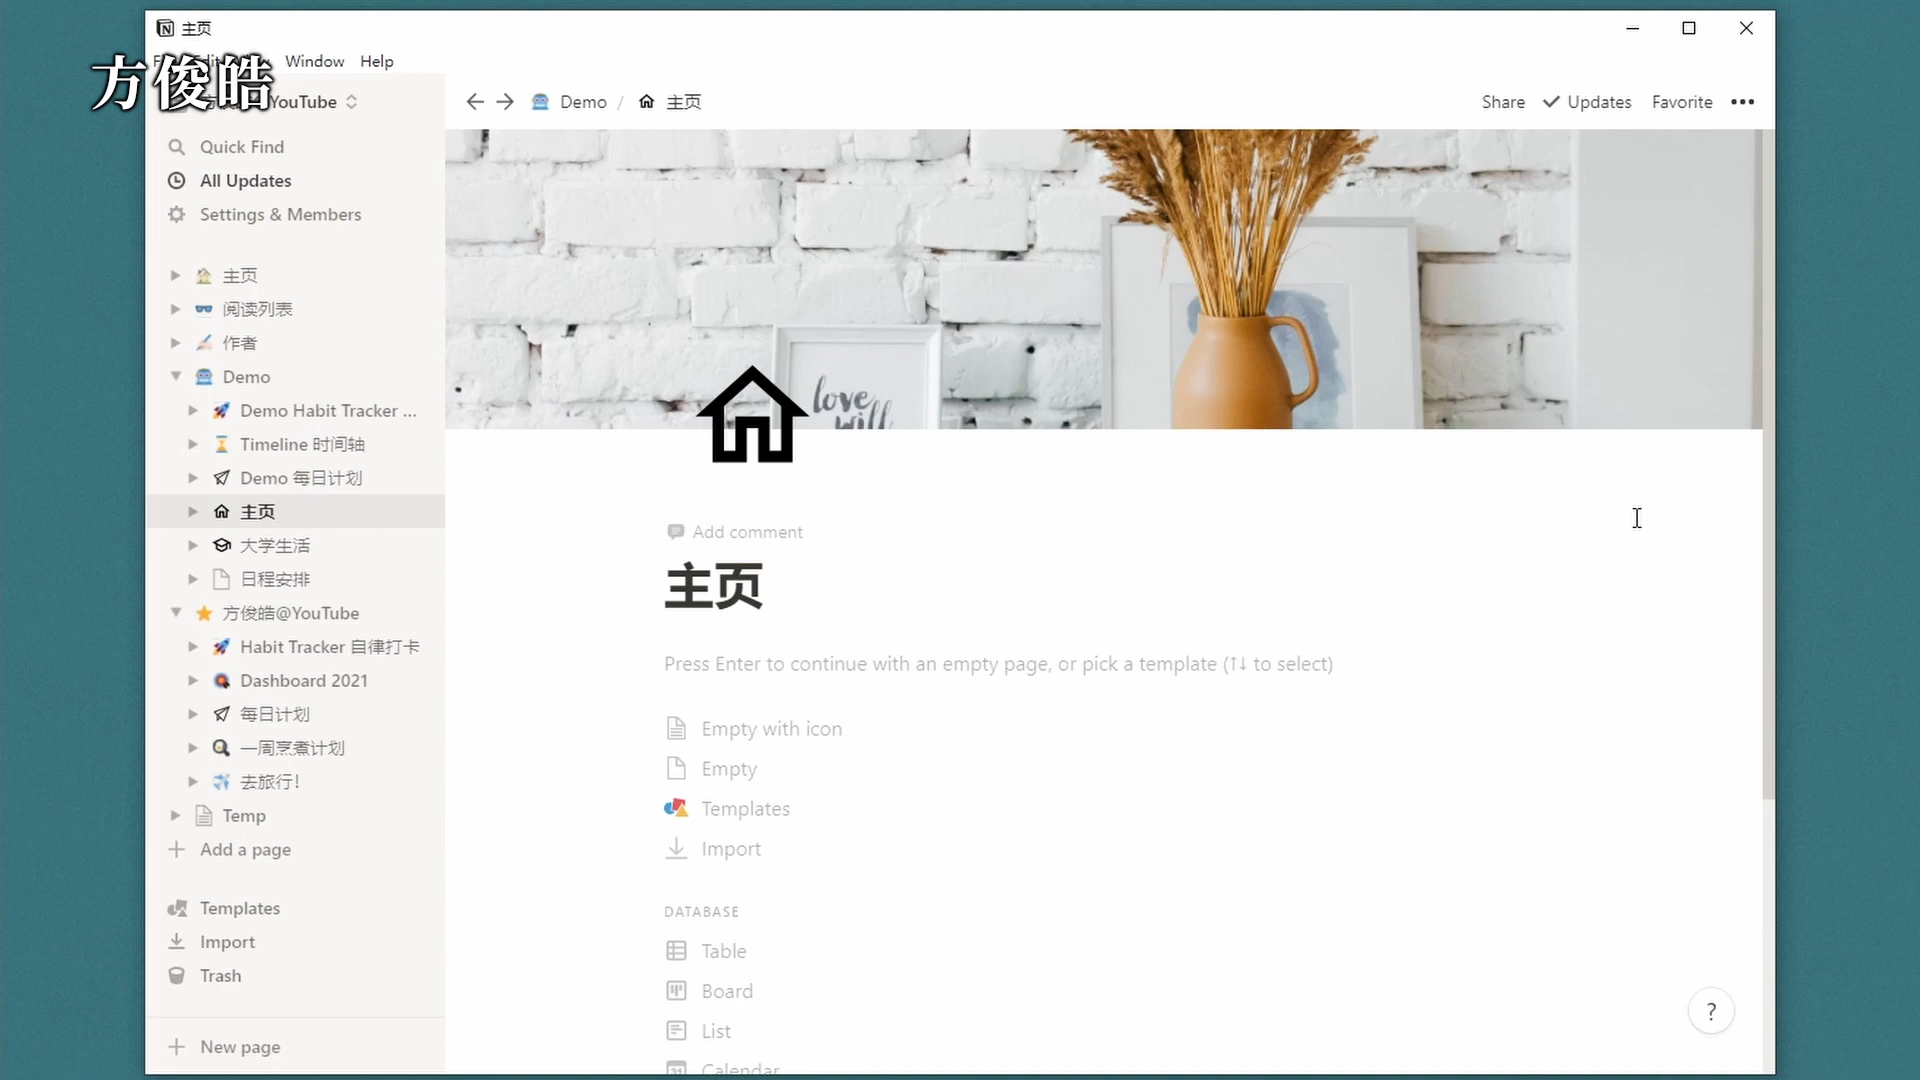 主页
方俊皓
Window Help
YouTube
Demo / 主页
Share Updates Favorite •••
Quick Find
All Updates
Settings & Members
主页
阅读列表
作者
Demo
Demo Habit Tracker ...
Timeline 时间轴
Demo 每日计划
主页
大学生活
日程安排
方俊皓@YouTube
Habit Tracker 自律打卡
Dashboard 2021
每日计划
一周烹煮计划
去旅行！
Temp
Add a page
Templates
Import
Trash
New page
love
will
Add comment
主页
Press Enter to continue with an empty page, or pick a template (↑↓ to select)
Empty with icon
Empty
Templates
Import
DATABASE
Table
Board
List
Calendar
?